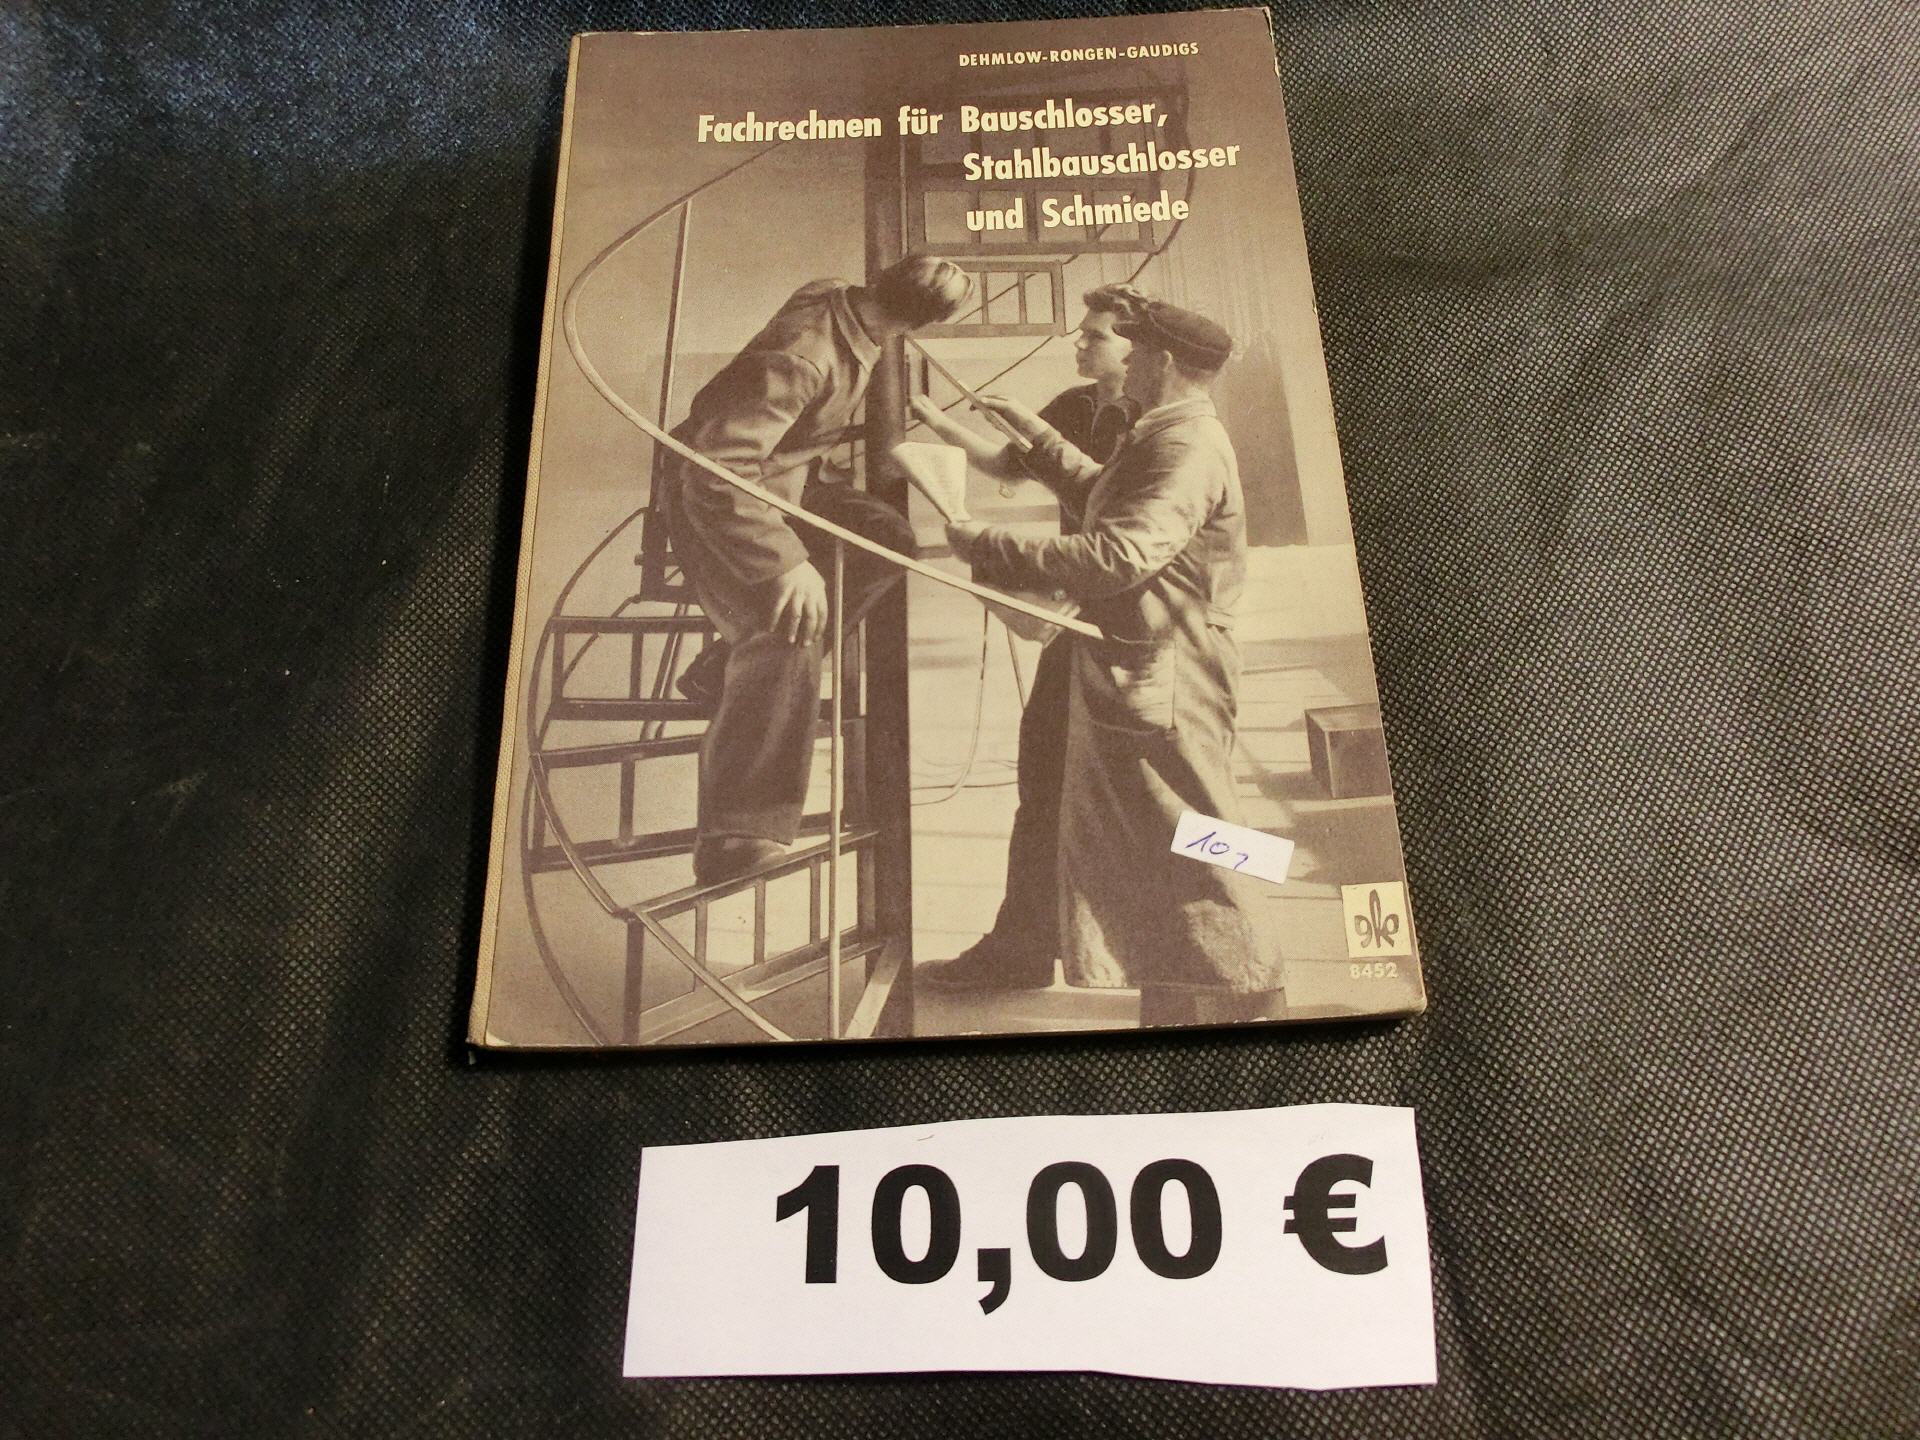 DEHMLOW-RONGEN-GAUDIGS
Fachrechnen für Bauschlosser,
Stahlbauschlosser
und Schmiede
10,
8452
10,00 €